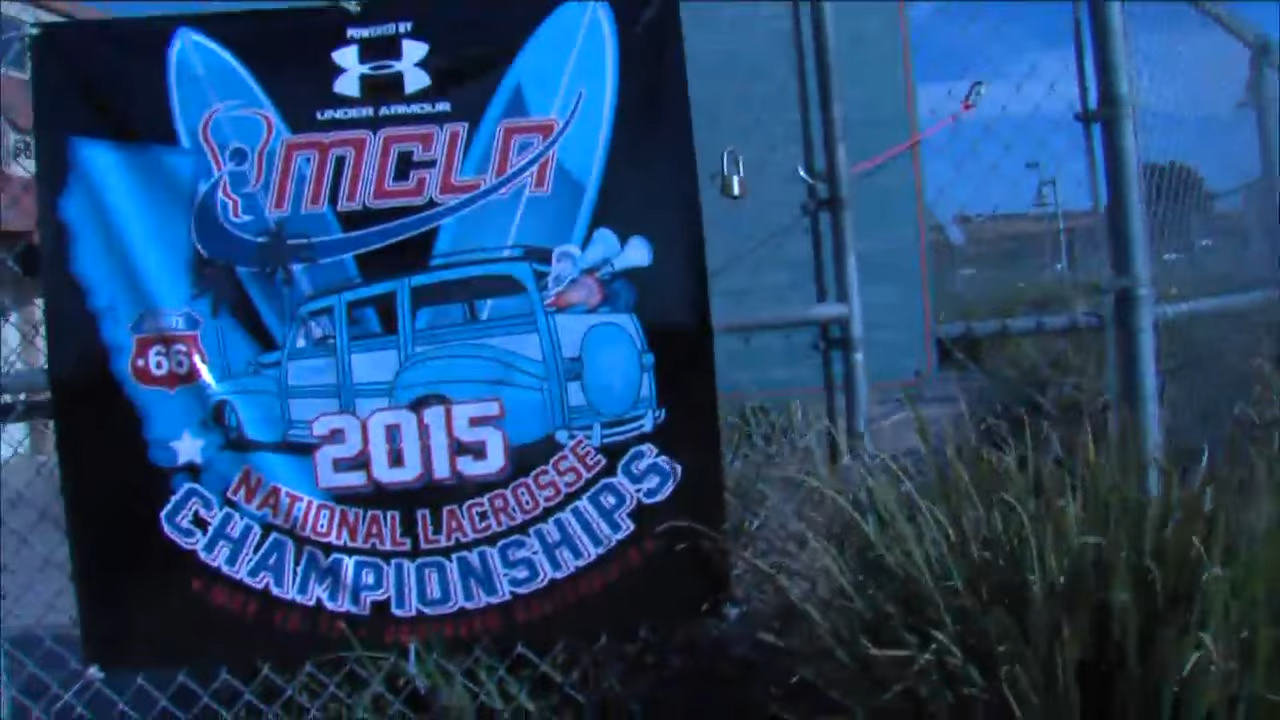 POWERED BY
UNDER ARMOUR
MCLA
66
2015
NATIONAL LACROSSE
CHAMPIONSHIPS